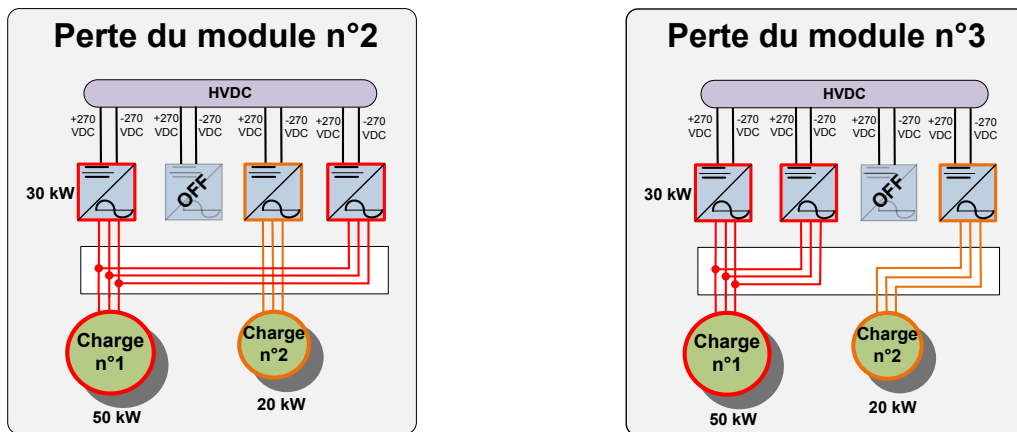 Perte du module n°2
HVDC
+270 VDC -270 VDC +270 VDC -270 VDC +270 VDC -270 VDC +270 VDC -270 VDC
30 kW
OFF
Charge n°1
Charge n°2
50 kW
20 kW
Perte du module n°3
HVDC
+270 VDC -270 VDC +270 VDC -270 VDC +270 VDC -270 VDC +270 VDC -270 VDC
30 kW
OFF
Charge n°1
Charge n°2
50 kW
20 kW